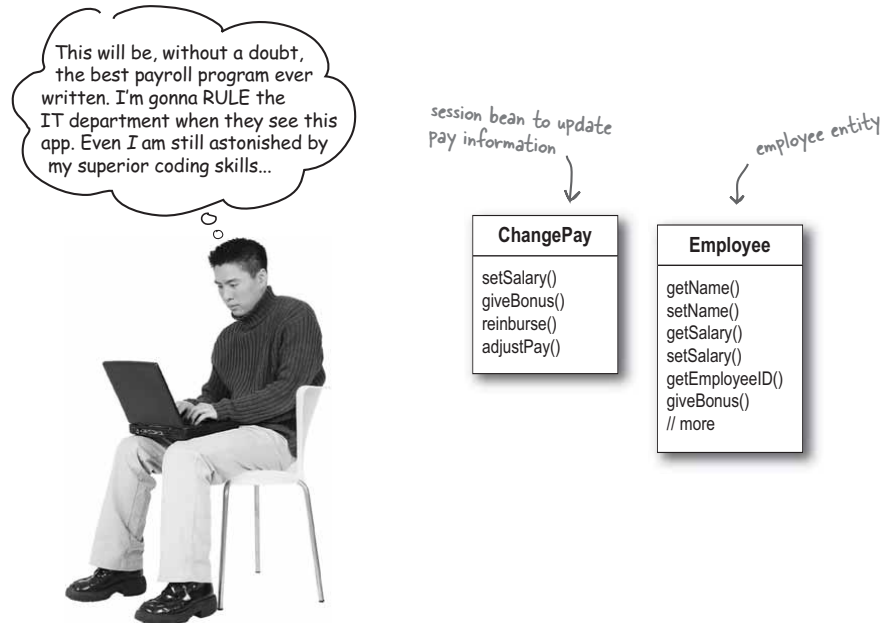 This will be, without a doubt,
the best payroll program ever
written. I'm gonna RULE the
IT department when they see this
app. Even I am still astonished by
my superior coding skills...
session bean to update
pay information
employee entity
ChangePay
setSalary()
giveBonus()
reinburse()
adjustPay()
Employee
getName()
setName()
getSalary()
setSalary()
getEmployeeID()
giveBonus()
// more